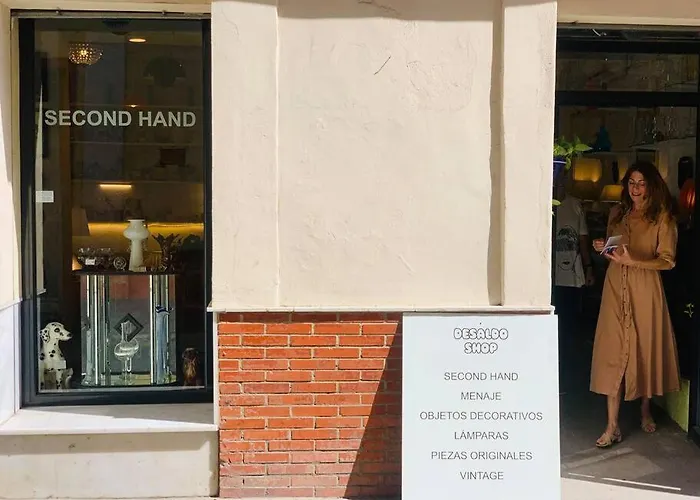 SECOND HAND
DESALDO
SHOP
SECOND HAND
MENAJE
OBJETOS DECORATIVOS
LÁMPARAS
PIEZAS ORIGINALES
VINTAGE